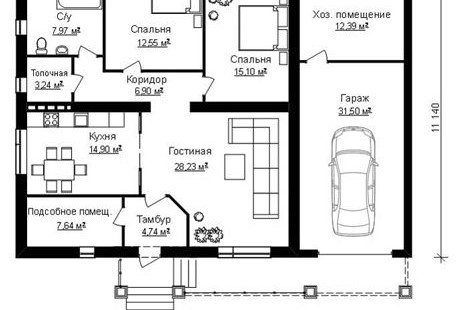 С/у
7.97 м²
Спальня
12.55 м²
Спальня
15.10 м²
Хоз. помещение
12.39 м²
Топочная
3.24 м²
Коридор
6.90 м²
Гараж
31.50 м²
Кухня
14.90 м²
Гостиная
28.23 м²
11 140
Подсобное помещ.
7.64 м²
Тамбур
4.74 м²